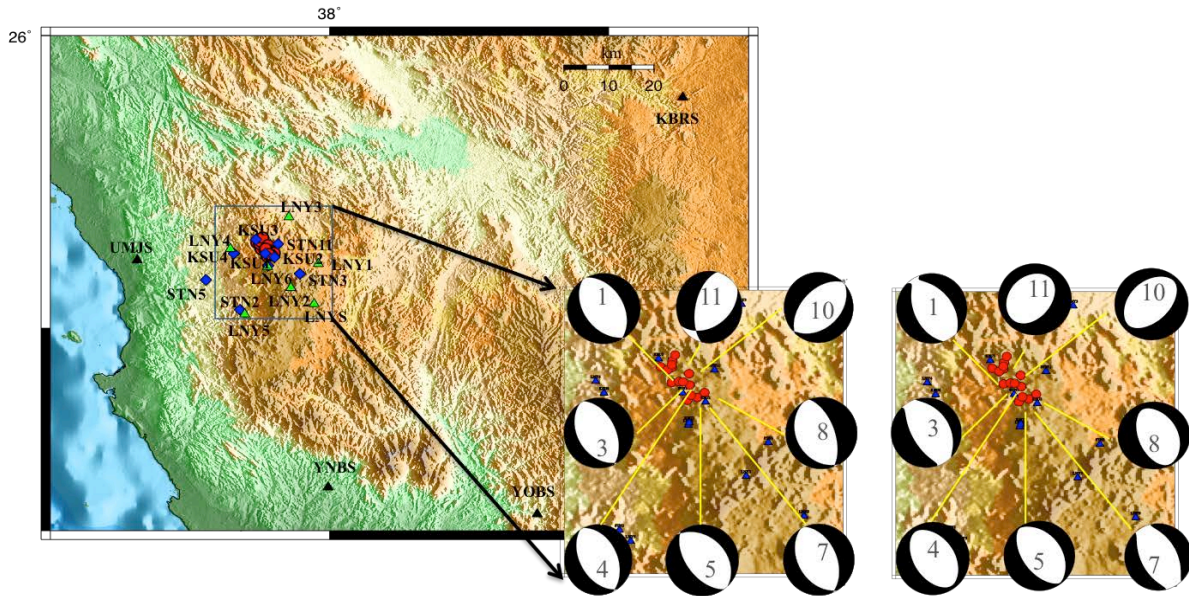 38°
26°
km
0 10 20
KBRS
LNY3
KSU3
LNY4
STN11
UMJS
KSU4
KSU2
LNY1
LNY6
STN3
STN5
STN2
LNY2
LNYS
LNY5
YNBS
YOBS
1
11
10
3
8
4
5
7
1
11
10
3
8
4
5
7